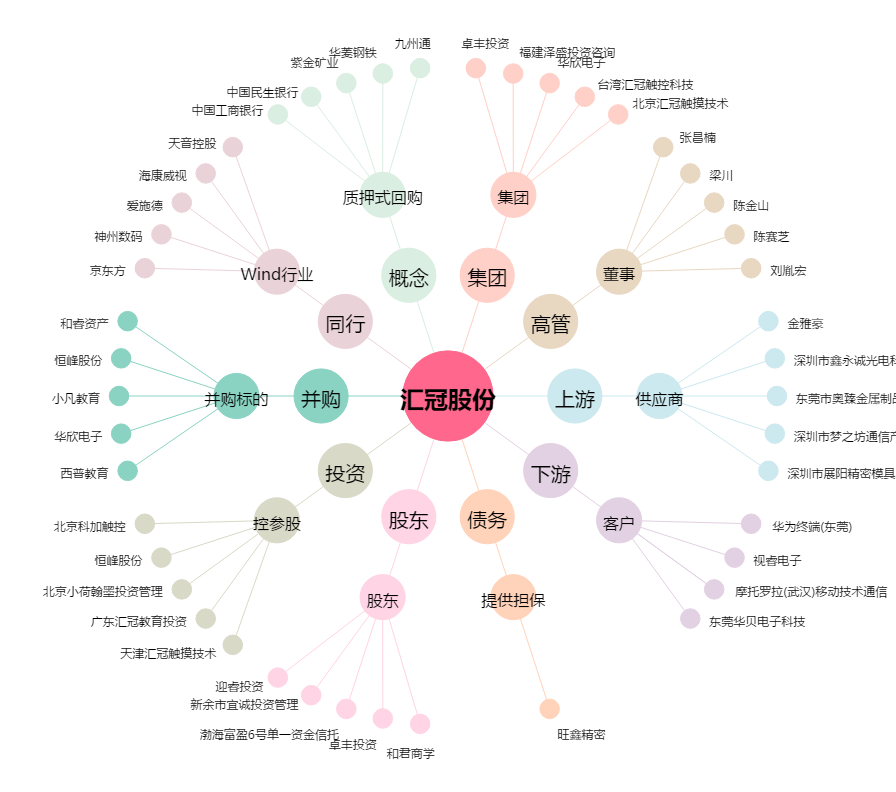 九州通
华菱钢铁
紫金矿业
中国民生银行
中国工商银行
质押式回购
概念
卓丰投资
福建泽盛投资咨询
华欣电子
台湾汇冠触控科技
北京汇冠触摸技术
集团
集团
张昌楠
梁川
陈金山
陈赛芝
刘胤宏
董事
高管
天音控股
海康威视
爱施德
神州数码
京东方
Wind行业
同行
和睿资产
恒峰股份
小凡教育
华欣电子
西普教育
并购标的
并购
汇冠股份
上游
供应商
金雅豪
深圳市鑫永诚光电科
东莞市奥臻金属制品
深圳市梦之坊通信产
深圳市展阳精密模具
投资
控参股
北京科加触控
恒峰股份
北京小荷翰墨投资管理
广东汇冠教育投资
天津汇冠触摸技术
下游
客户
华为终端(东莞)
视睿电子
摩托罗拉(武汉)移动技术通信
东莞华贝电子科技
股东
股东
迎睿投资
新余市宜诚投资管理
渤海富盈6号单一资金信托
卓丰投资
和君商学
债务
提供担保
旺鑫精密